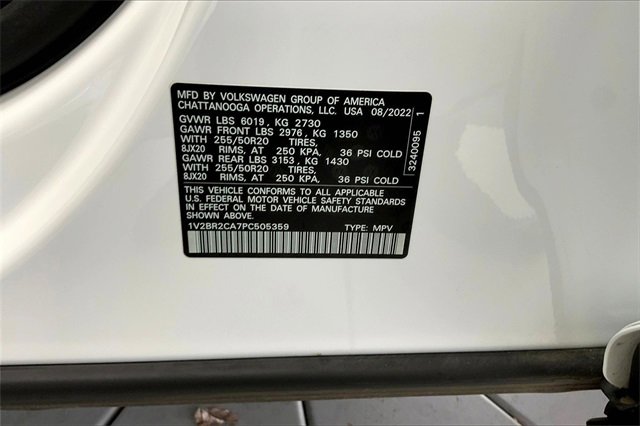 MFD BY VOLKSWAGEN GROUP OF AMERICA
CHATTANOOGA OPERATIONS, LLC. USA 08/2022
GVWR LBS 6019, KG 2730
GAWR FRONT LBS 2976, KG 1350
WITH 255/50R20 TIRES,
8JX20 RIMS, AT 250 KPA, 36 PSI COLD
GAWR REAR LBS 3153, KG 1430
WITH 255/50R20 TIRES,
8JX20 RIMS, AT 250 KPA, 36 PSI COLD
THIS VEHICLE CONFORMS TO ALL APPLICABLE
U.S. FEDERAL MOTOR VEHICLE SAFETY STANDARDS
IN EFFECT ON THE DATE OF MANUFACTURE
SHOWN ABOVE.
1V2BR2CA7PC505359 TYPE: MPV
3240095 1